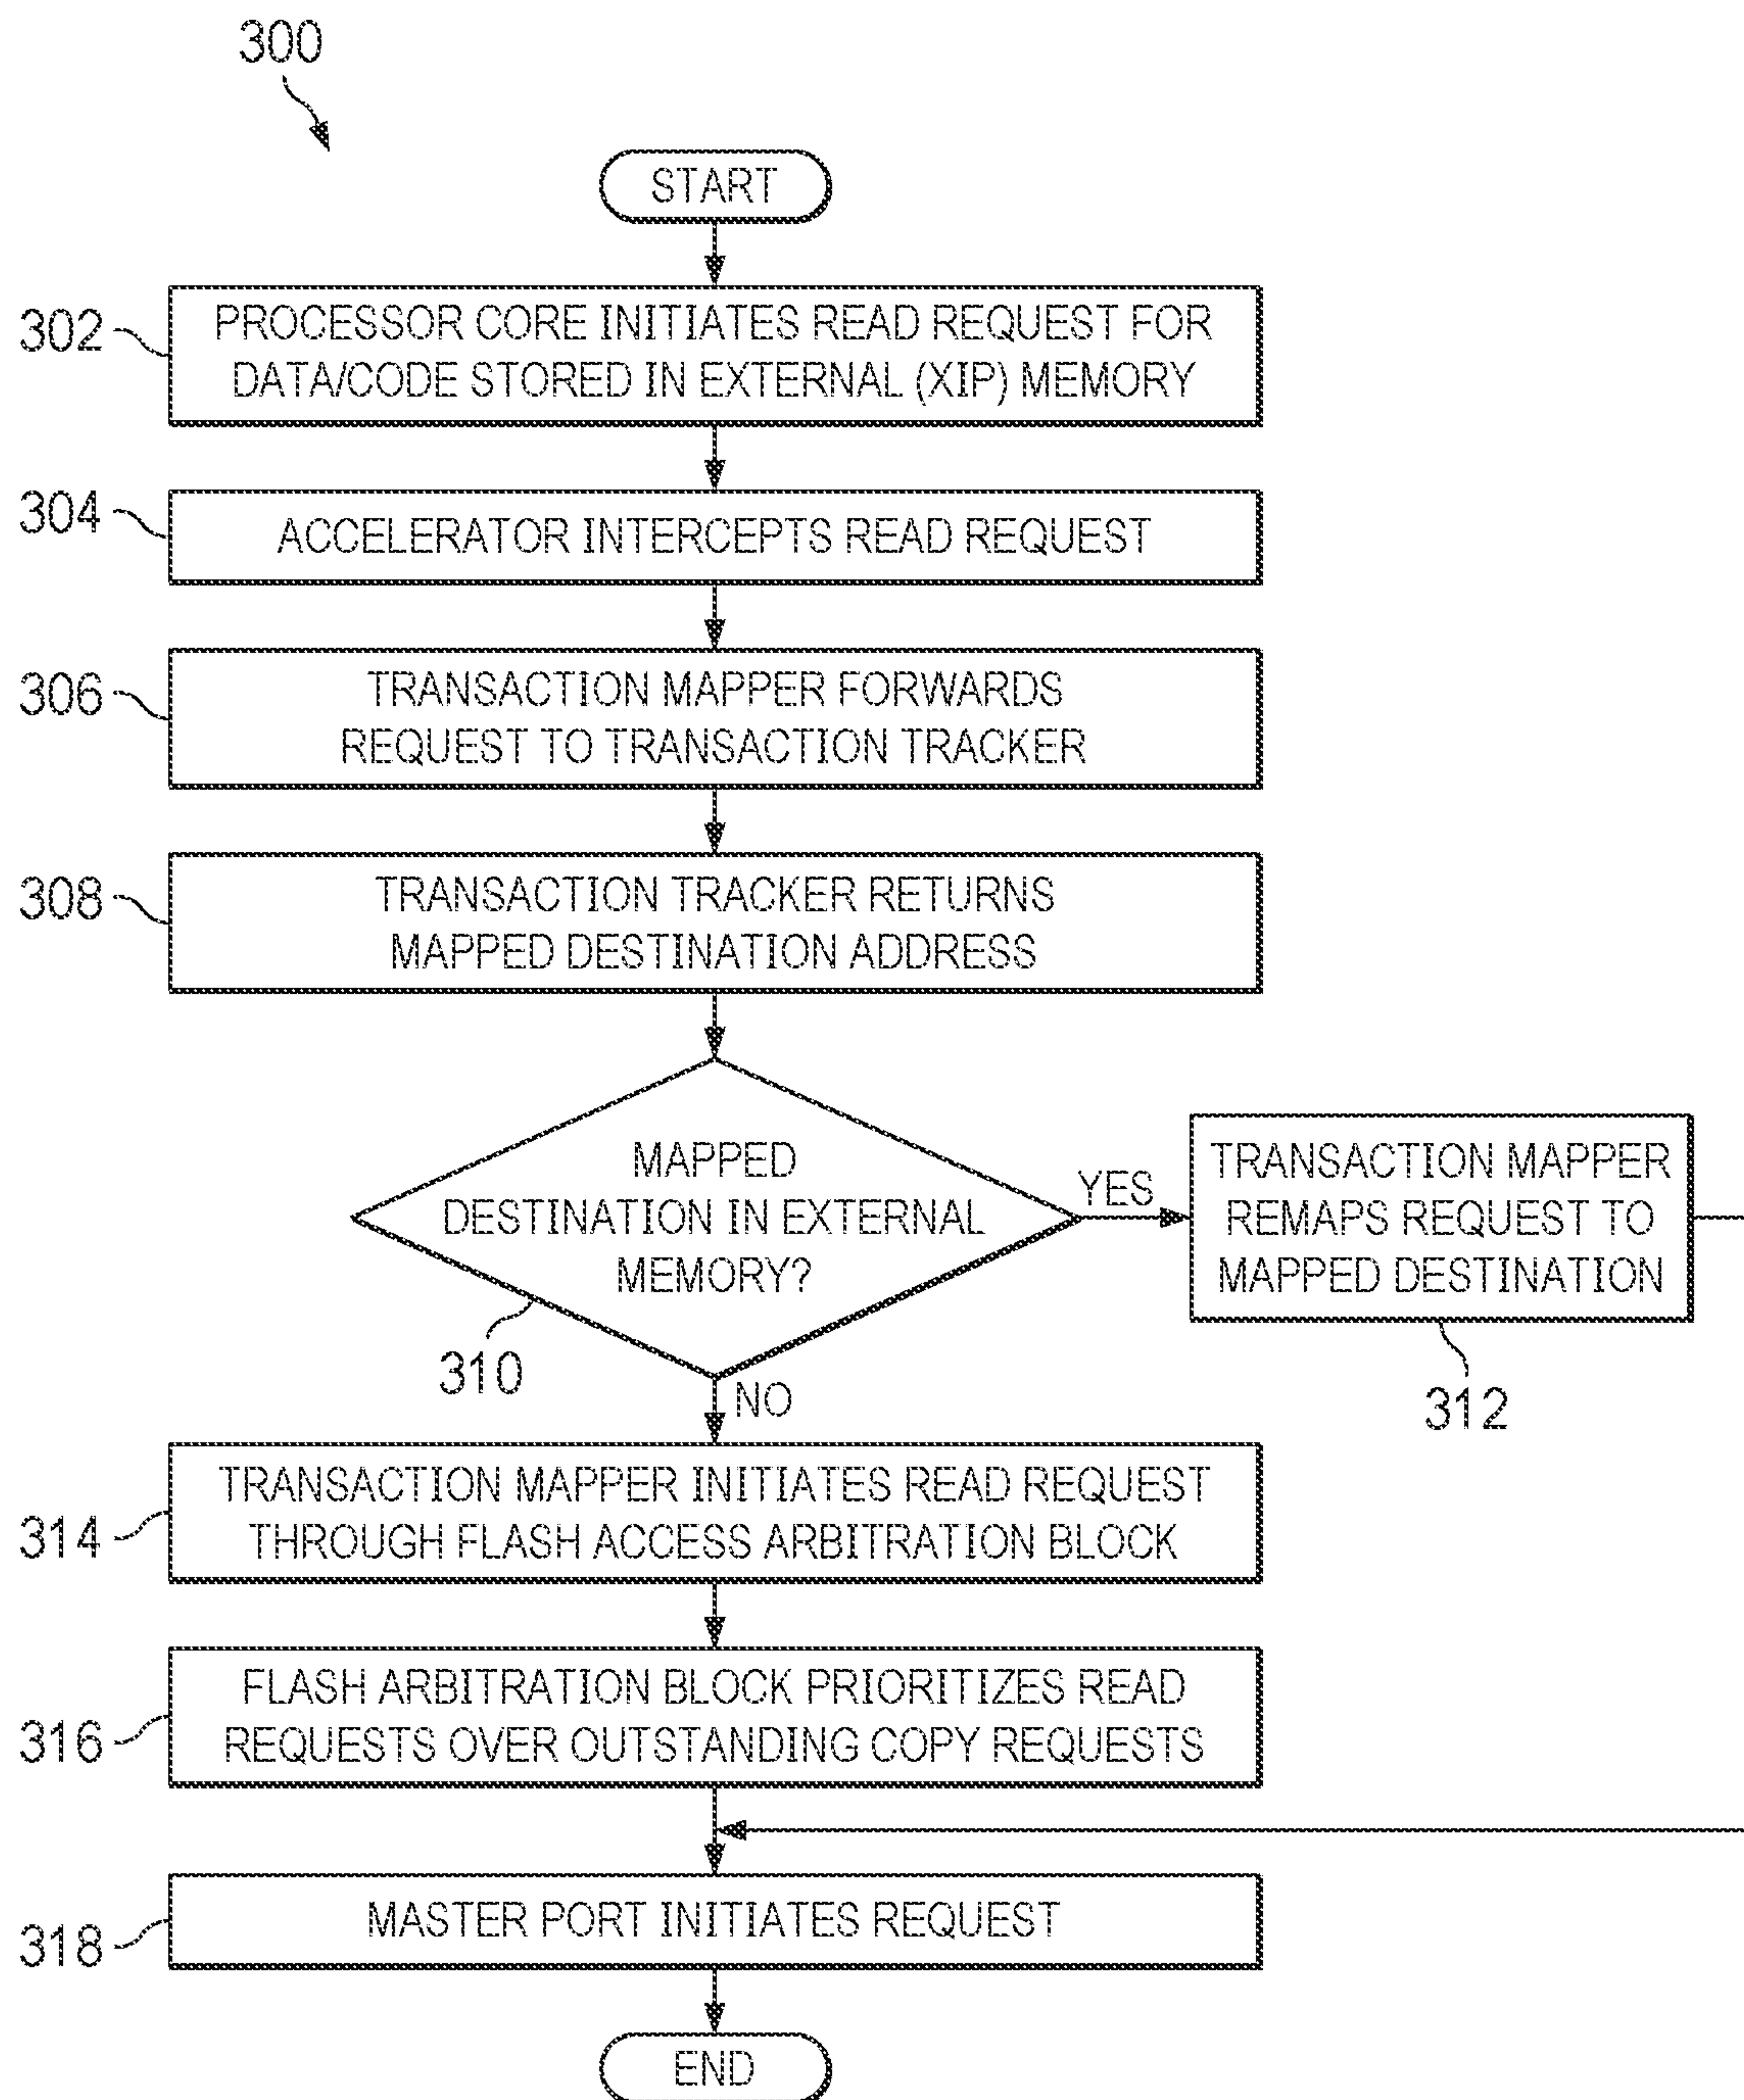 300
START
302
PROCESSOR CORE INITIATES READ REQUEST FOR
DATA/CODE STORED IN EXTERNAL (XIP) MEMORY
304
ACCELERATOR INTERCEPTS READ REQUEST
306
TRANSACTION MAPPER FORWARDS
REQUEST TO TRANSACTION TRACKER
308
TRANSACTION TRACKER RETURNS
MAPPED DESTINATION ADDRESS
MAPPED
DESTINATION IN EXTERNAL
MEMORY?
310
YES
TRANSACTION MAPPER
REMAPS REQUEST TO
MAPPED DESTINATION
312
NO
314
TRANSACTION MAPPER INITIATES READ REQUEST
THROUGH FLASH ACCESS ARBITRATION BLOCK
316
FLASH ARBITRATION BLOCK PRIORITIZES READ
REQUESTS OVER OUTSTANDING COPY REQUESTS
318
MASTER PORT INITIATES REQUEST
END